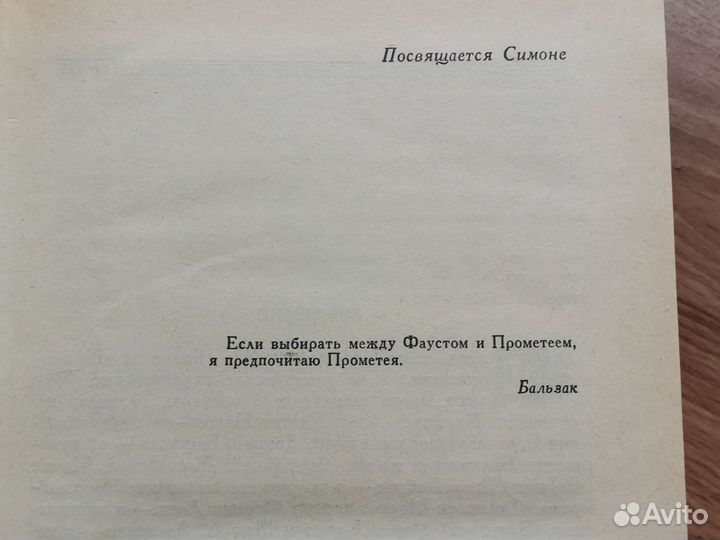 Посвящается Симоне
Если выбирать между Фаустом и Прометеем,
я предпочитаю Прометея.
Бальзак
Avito